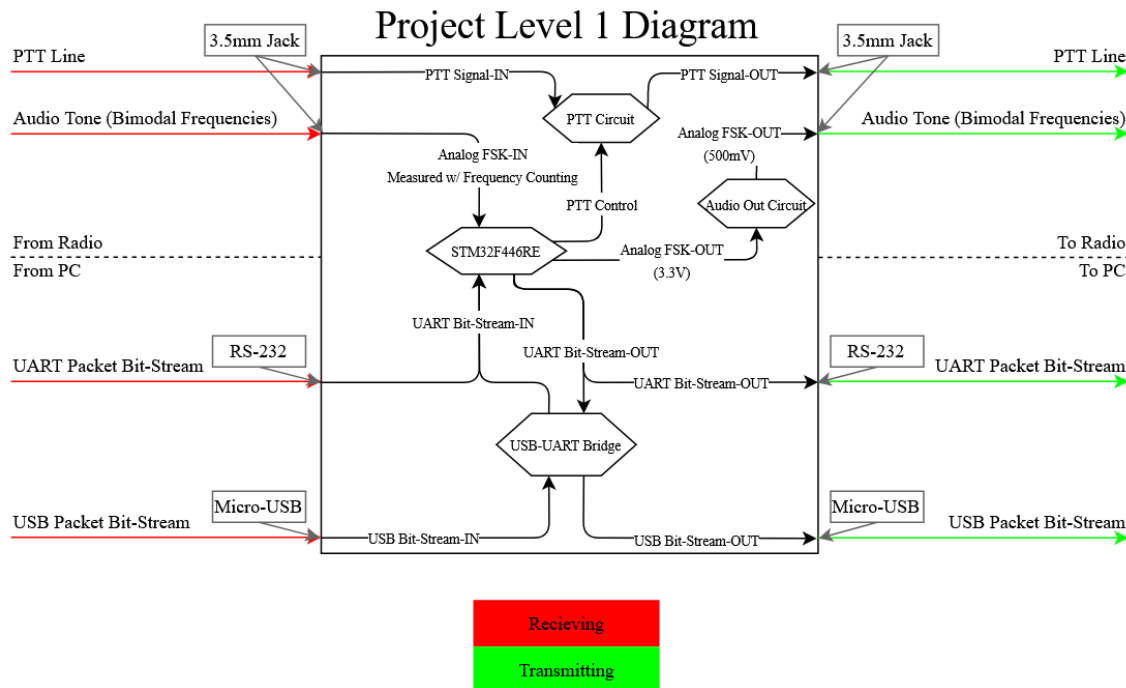 Project Level 1 Diagram
3.5mm Jack
3.5mm Jack
PTT Line
PTT Signal-IN
PTT Signal-OUT
PTT Line
Audio Tone (Bimodal Frequencies)
PTT Circuit
Analog FSK-OUT
(500mV)
Audio Tone (Bimodal Frequencies)
Analog FSK-IN
Measured w/ Frequency Counting
PTT Control
Audio Out Circuit
From Radio
STM32F446RE
Analog FSK-OUT
(3.3V)
To Radio
From PC
To PC
UART Bit-Stream-IN
RS-232
UART Bit-Stream-OUT
RS-232
UART Packet Bit-Stream
UART Bit-Stream-OUT
UART Packet Bit-Stream
USB-UART Bridge
Micro-USB
Micro-USB
USB Packet Bit-Stream
USB Bit-Stream-IN
USB Bit-Stream-OUT
USB Packet Bit-Stream
Recieving
Transmitting